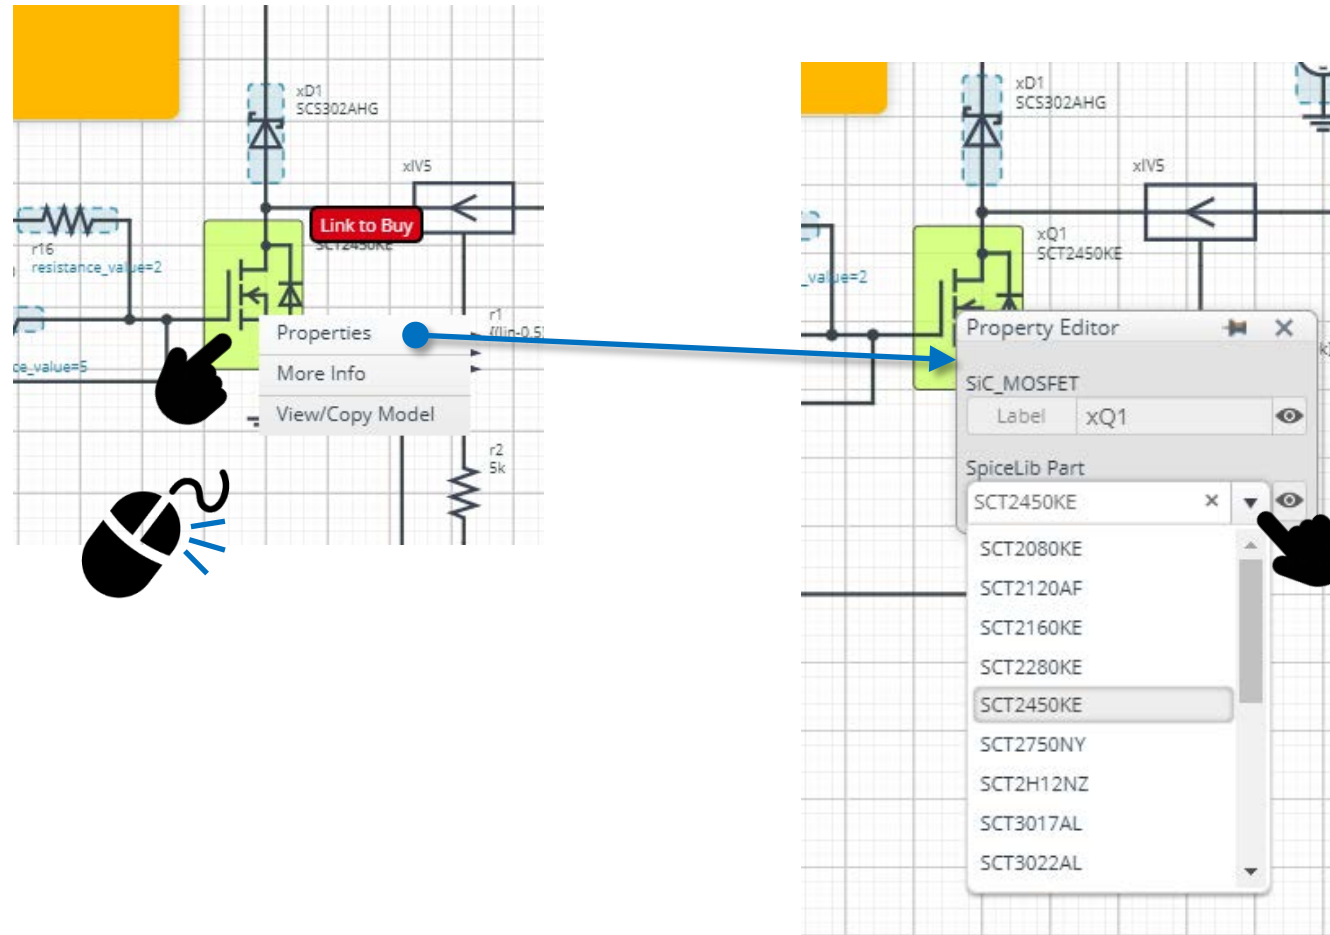 xD1
SCS302AHG
xIV5
Link to Buy
SCT2450KE
r16
resistance_value=2
r1
Properties
More Info
View/Copy Model
r2
5k
xD1
SCS302AHG
xIV5
xQ1
SCT2450KE
_value=2
Property Editor
SiC_MOSFET
Label
xQ1
SpiceLib Part
SCT2450KE
SCT2080KE
SCT2120AF
SCT2160KE
SCT2280KE
SCT2450KE
SCT2750NY
SCT2H12NZ
SCT3017AL
SCT3022AL